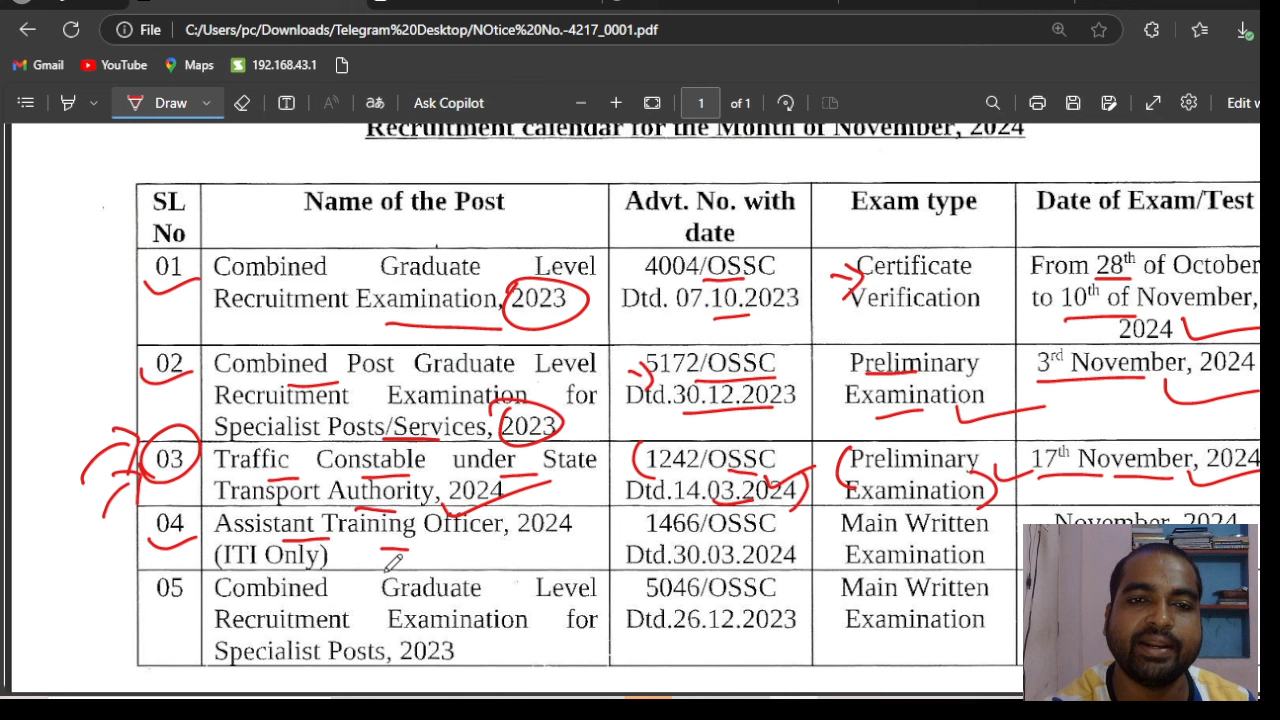 File C:/Users/pc/Downloads/Telegram%20Desktop/NOtice%20No.-4217_0001.pdf
Gmail YouTube Maps 192.168.43.1
Draw Ask Copilot 1 of 1 Edit w
Recruitment calendar for the Month of November, 2024
SL No
Name of the Post
Advt. No. with
date
Exam type
Date of Exam/Test
01
Combined Graduate Level
Recruitment Examination, 2023
4004/OSSC
Dtd. 07.10.2023
Certificate
Verification
From 28th of October
to 10th of November,
2024
02
Combined Post Graduate Level
Recruitment Examination for
Specialist Posts/Services, 2023
5172/OSSC
Dtd.30.12.2023
Preliminary
Examination
3rd November, 2024
03
Traffic Constable under State
Transport Authority, 2024
1242/OSSC
Dtd.14.03.2024
Preliminary
Examination
17th November, 2024
04
Assistant Training Officer, 2024
(ITI Only)
1466/OSSC
Dtd.30.03.2024
Main Written
Examination
November, 2024
05
Combined Graduate Level
Recruitment Examination for
Specialist Posts, 2023
5046/OSSC
Dtd.26.12.2023
Main Written
Examination